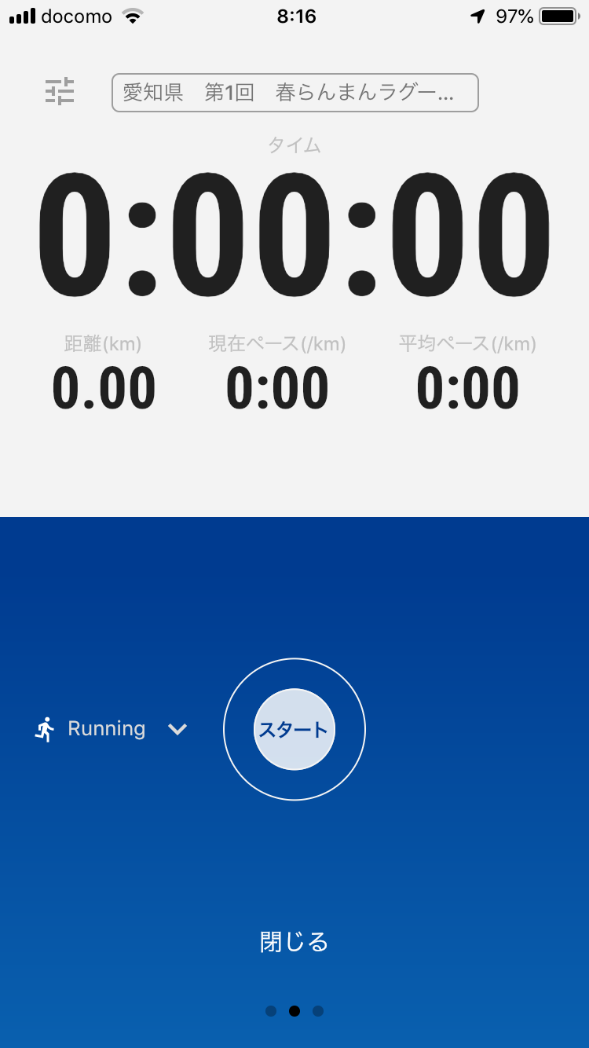 docomo 8:16 97%
愛知県　第1回　春らんまんラグー...
タイム
0:00:00
距離(km) 現在ペース(/km) 平均ペース(/km)
0.00 0:00 0:00
Running スタート
閉じる